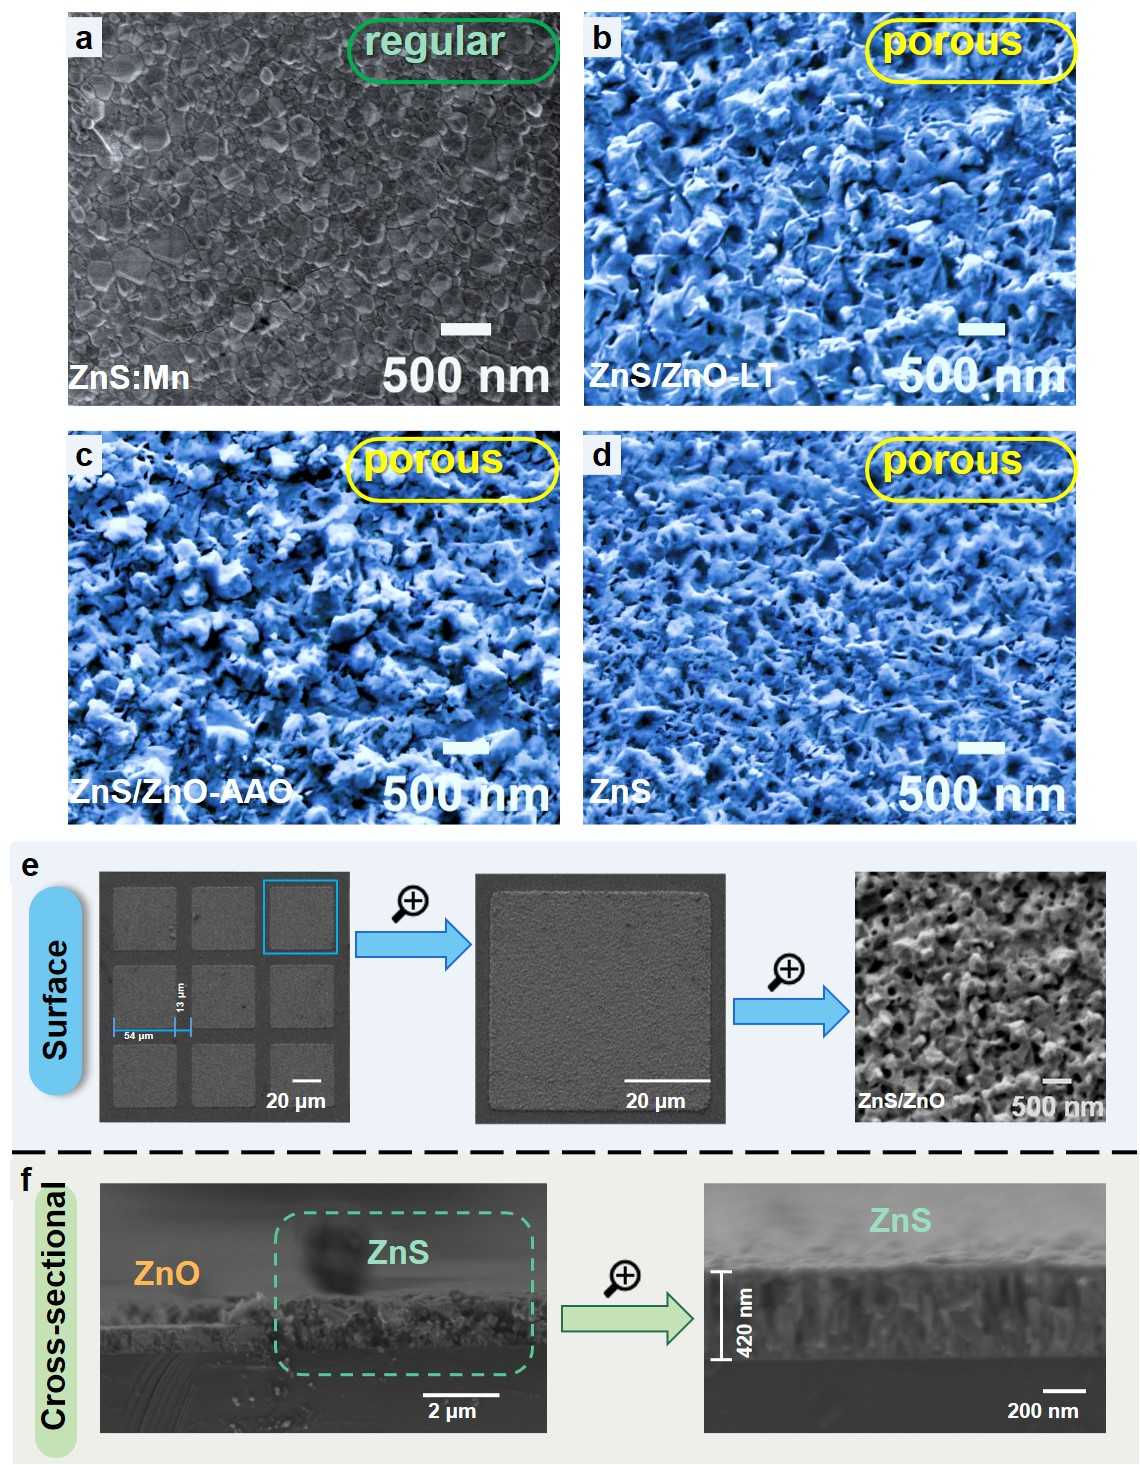 a
regular
ZnS:Mn
500 nm
b
porous
ZnS/ZnO-LT
500 nm
c
porous
ZnS/ZnO-AAO
500 nm
d
porous
ZnS
500 nm
e
Surface
13 μm
54 μm
20 μm
20 μm
ZnS/ZnO
500 nm
f
Cross-sectional
ZnO
ZnS
2 μm
ZnS
420 nm
200 nm